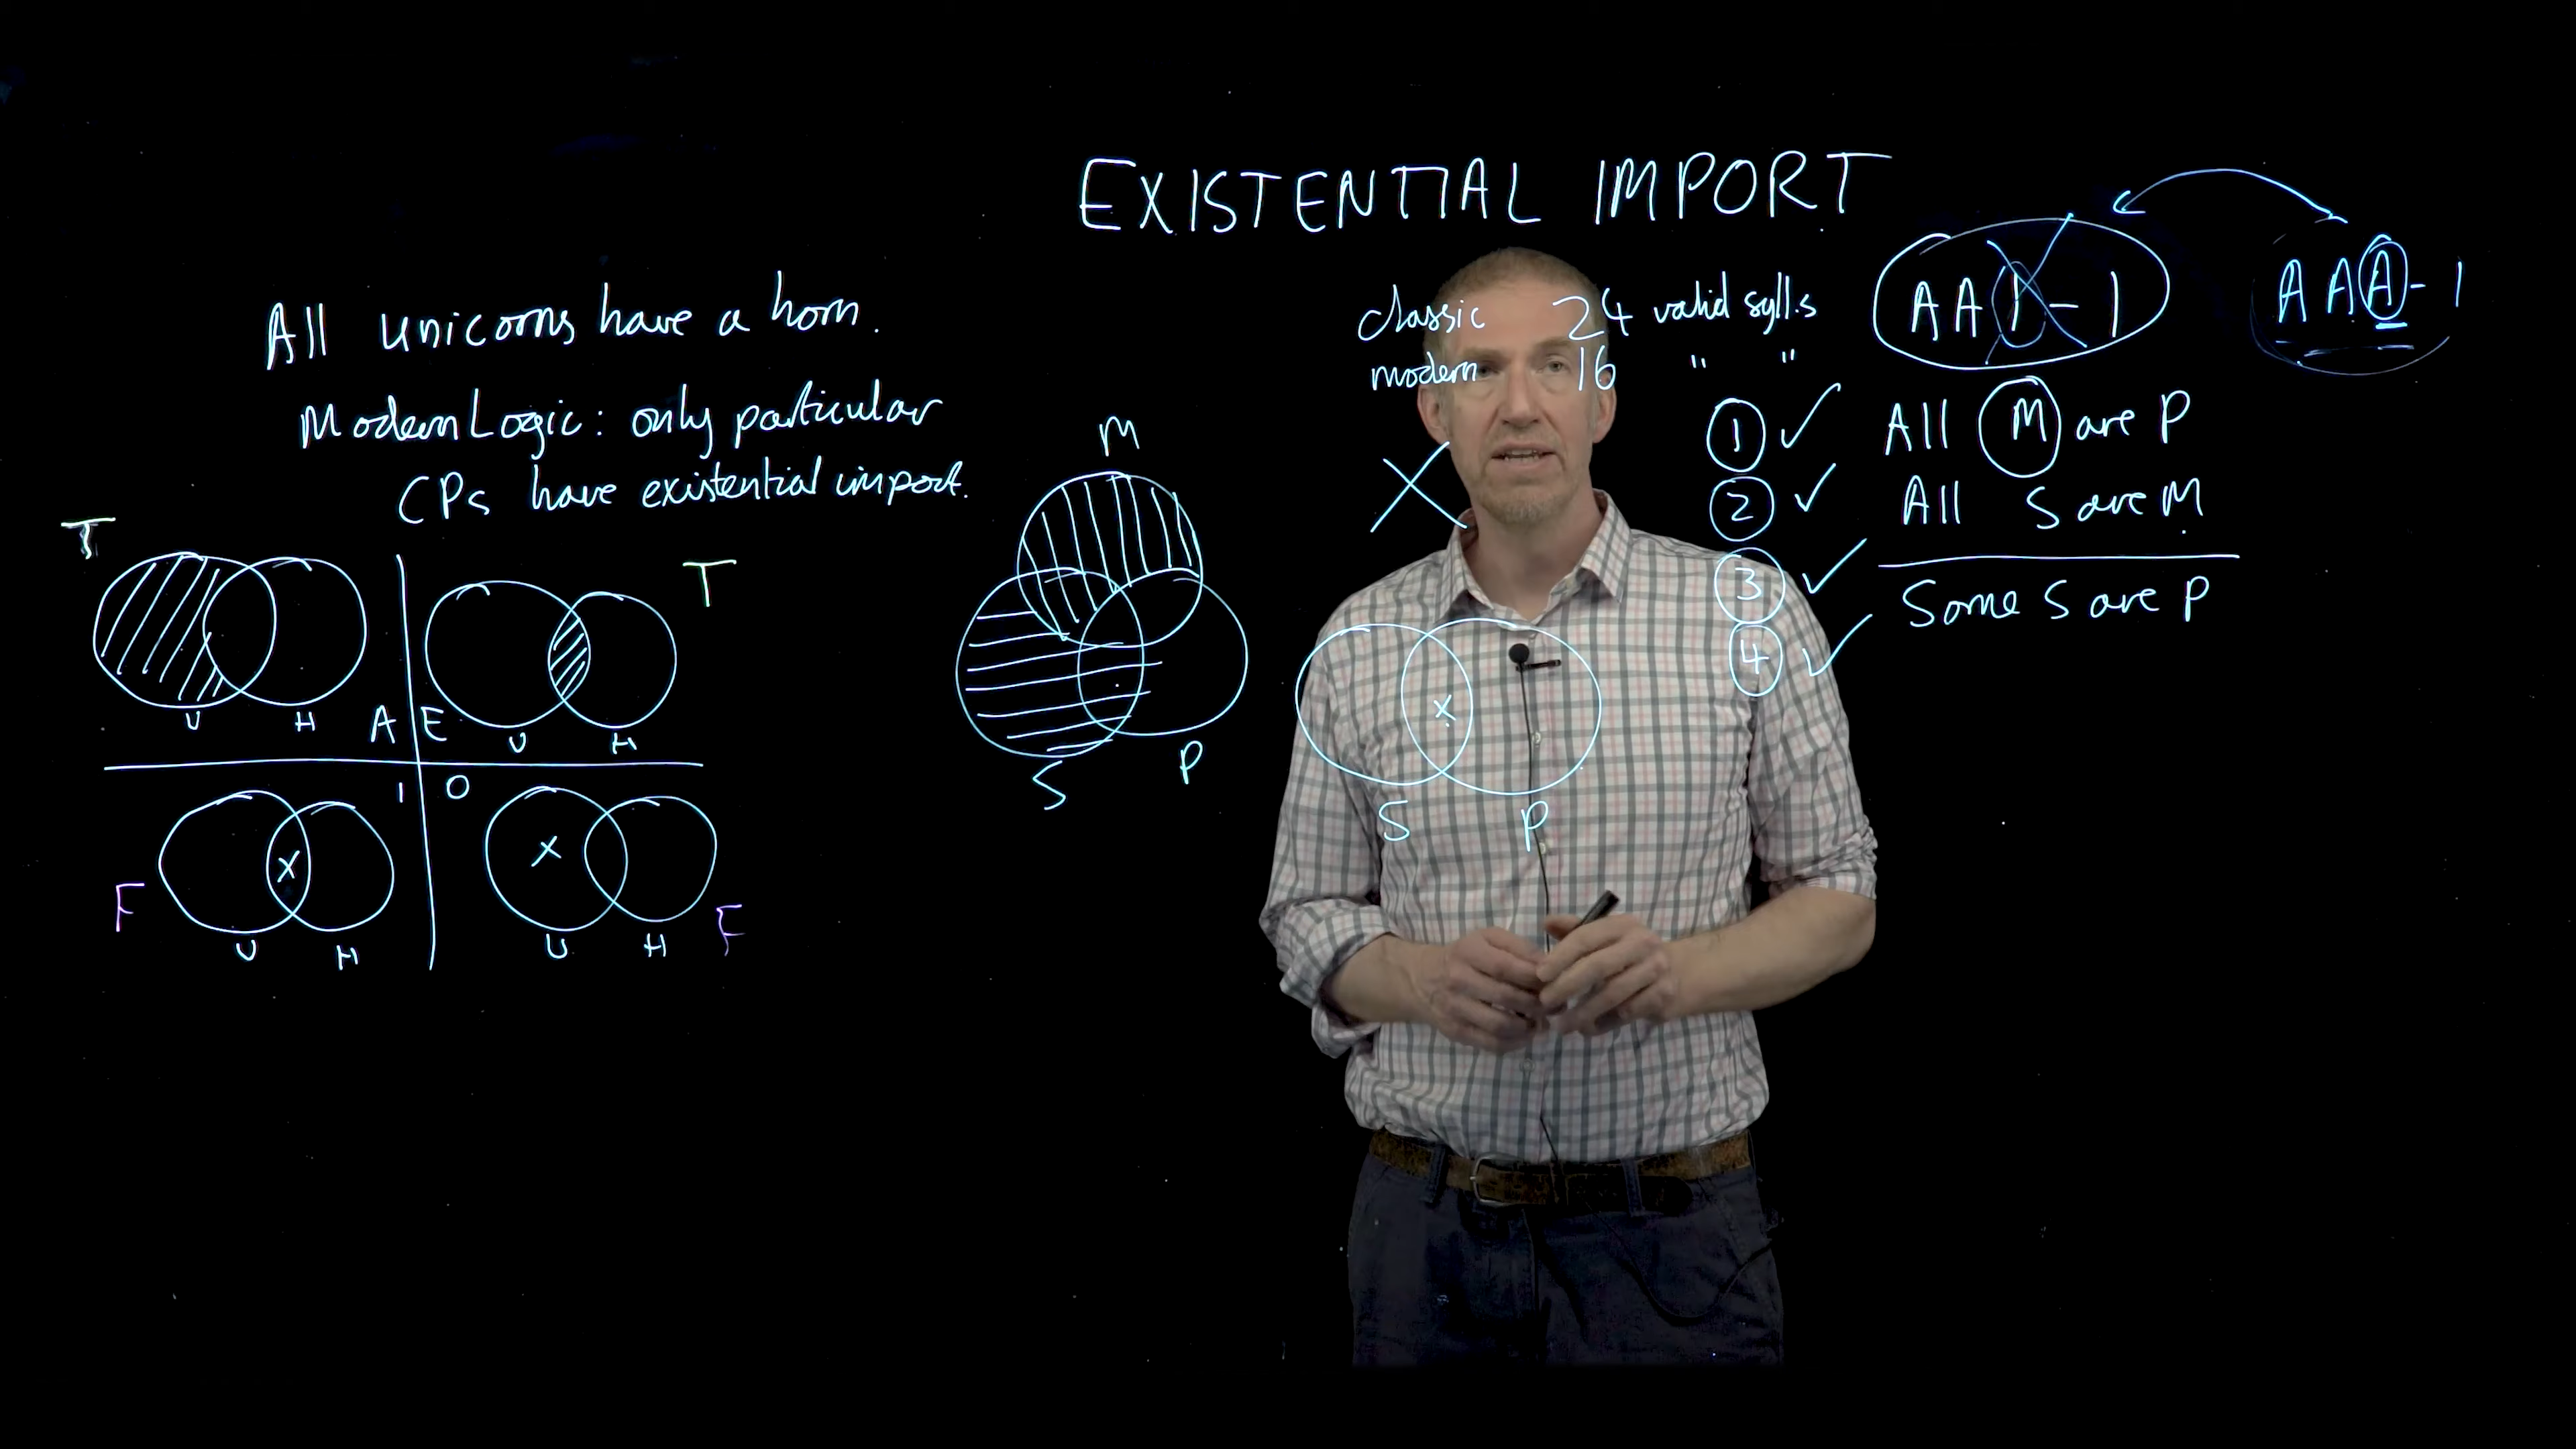 EXISTENTIAL IMPORT
All unicorns have a horn.
Modern Logic: only particular
CPs have existential import.
T
U H A
E U H
T
I
O
F
U H
U H
F
M
S P
classic 24 valid sylls
modern 16 " "
S P
AAI-1
AAA-1
1 ✓ All M are P
2 ✓ All S are M
3 ✓ Some S are P
4 ✓